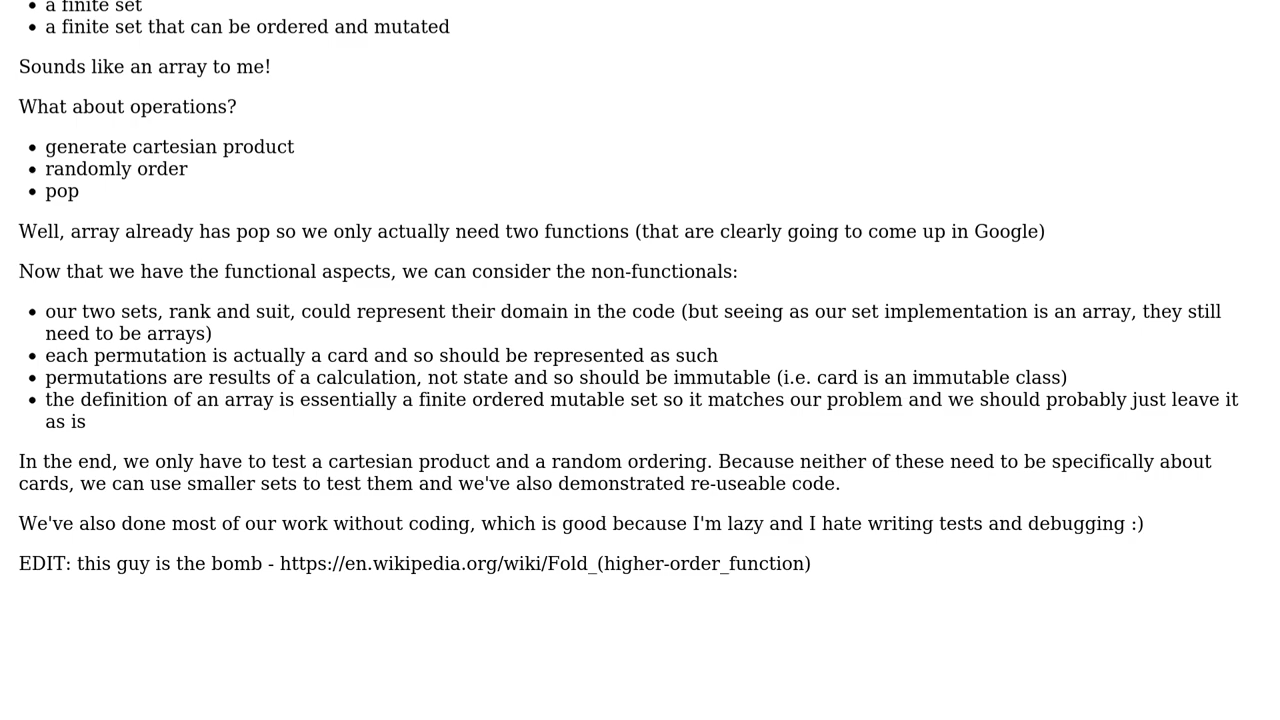 a finite set
a finite set that can be ordered and mutated
Sounds like an array to me!
What about operations?
generate cartesian product
randomly order
pop
Well, array already has pop so we only actually need two functions (that are clearly going to come up in Google)
Now that we have the functional aspects, we can consider the non-functionals:
our two sets, rank and suit, could represent their domain in the code (but seeing as our set implementation is an array, they still
need to be arrays)
each permutation is actually a card and so should be represented as such
permutations are results of a calculation, not state and so should be immutable (i.e. card is an immutable class)
the definition of an array is essentially a finite ordered mutable set so it matches our problem and we should probably just leave it
as is
In the end, we only have to test a cartesian product and a random ordering. Because neither of these need to be specifically about
cards, we can use smaller sets to test them and we've also demonstrated re-useable code.
We've also done most of our work without coding, which is good because I'm lazy and I hate writing tests and debugging :)
EDIT: this guy is the bomb - https://en.wikipedia.org/wiki/Fold_(higher-order_function)